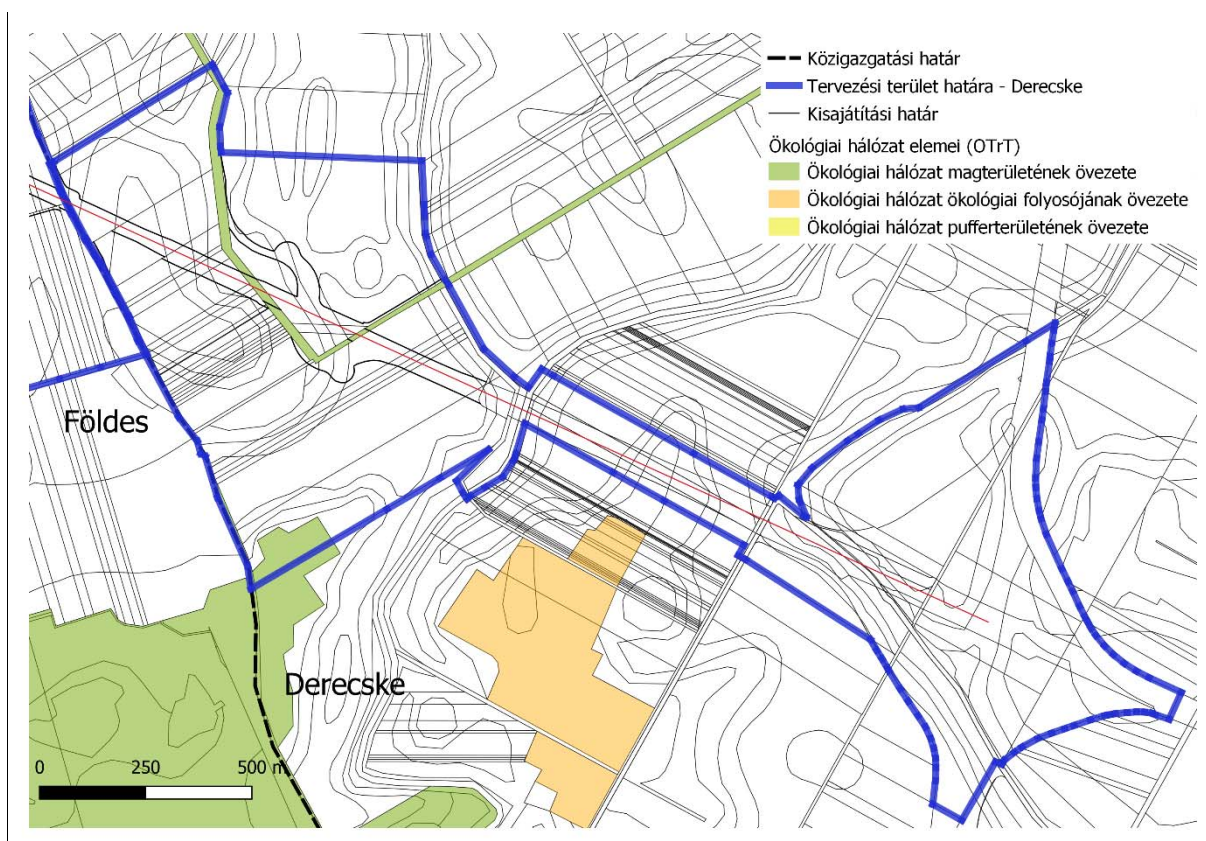 Közigazgatási határ
Tervezési terület határa - Derecske
Kisajátítási határ
Ökológiai hálózat elemei (OTrT)
Ökológiai hálózat magterületének övezete
Ökológiai hálózat ökológiai folyosójának övezete
Ökológiai hálózat pufferterületének övezete
Földes
Derecske
0 250 500 m